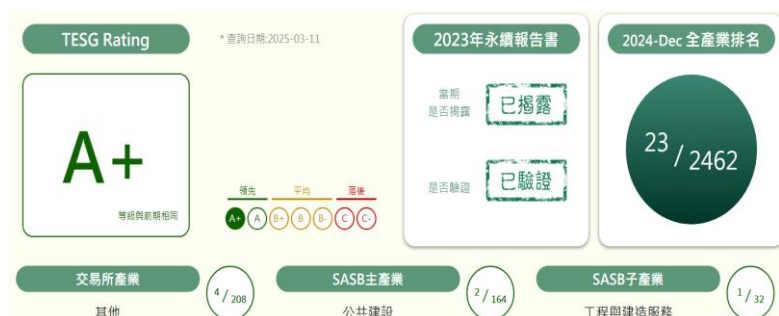 TESG Rating
* 查詢日期:2025-03-11
A+
等級與前期相同
領先 平均 落後
A+ A B+ B B- C C-
2023年永續報告書
當期
是否揭露
已揭露
是否驗證
已驗證
2024-Dec 全產業排名
23 / 2462
交易所產業
4 / 208
其他
SASB主產業
2 / 164
公共建設
SASB子產業
1 / 32
工程與建造服務